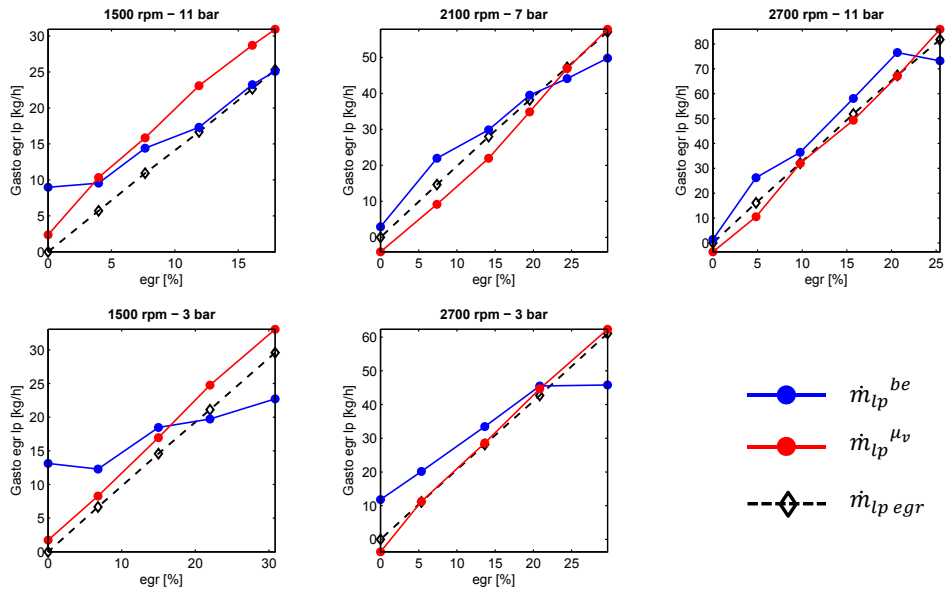 1500 rpm – 11 bar
Gasto egr lp [kg/h]
30
25
20
15
10
5
0
0 5 10 15
egr [%]
2100 rpm – 7 bar
Gasto egr lp [kg/h]
50
40
30
20
10
0
0 5 10 15 20 25
egr [%]
2700 rpm – 11 bar
Gasto egr lp [kg/h]
80
70
60
50
40
30
20
10
0
0 5 10 15 20 25
egr [%]
1500 rpm – 3 bar
Gasto egr lp [kg/h]
30
25
20
15
10
5
0
0 10 20 30
egr [%]
2700 rpm – 3 bar
Gasto egr lp [kg/h]
60
50
40
30
20
10
0
0 5 10 15 20 25
egr [%]
ṁ_lp^be
ṁ_lp^μ_v
ṁ_lp egr